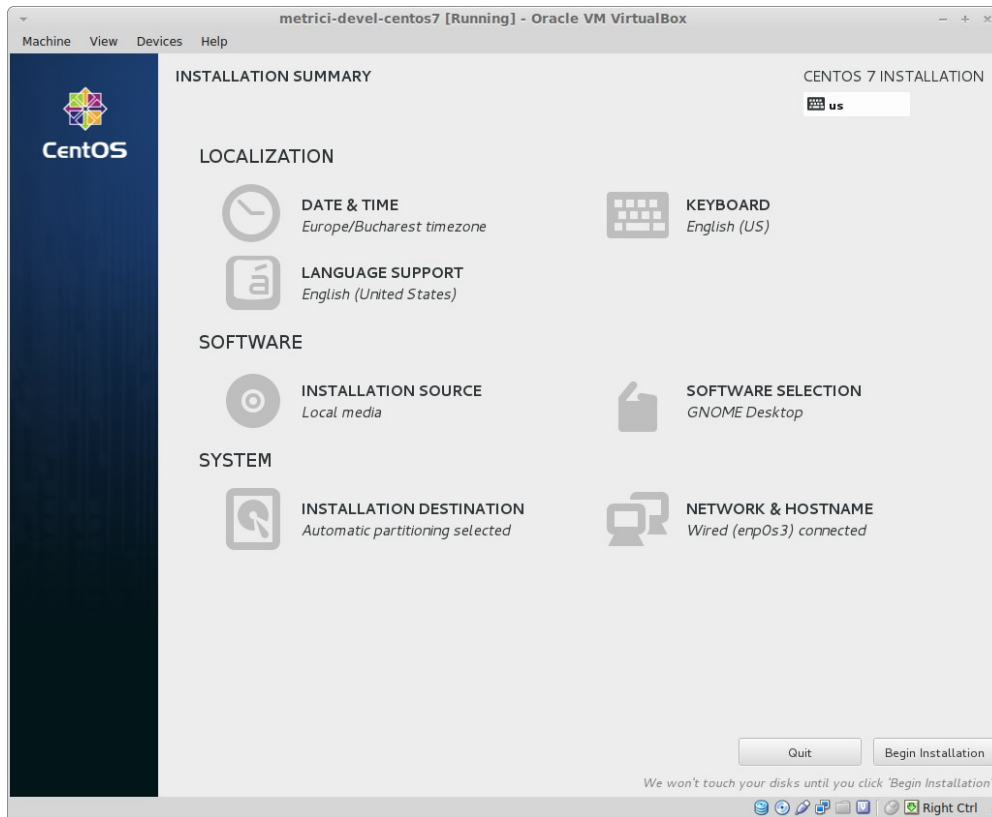 metrici-devel-centos7 [Running] - Oracle VM VirtualBox
Machine View Devices Help
CentOS
INSTALLATION SUMMARY
CENTOS 7 INSTALLATION
us
LOCALIZATION
DATE & TIME
Europe/Bucharest timezone
KEYBOARD
English (US)
LANGUAGE SUPPORT
English (United States)
SOFTWARE
INSTALLATION SOURCE
Local media
SOFTWARE SELECTION
GNOME Desktop
SYSTEM
INSTALLATION DESTINATION
Automatic partitioning selected
NETWORK & HOSTNAME
Wired (enp0s3) connected
Quit
Begin Installation
We won't touch your disks until you click 'Begin Installation'
Right Ctrl